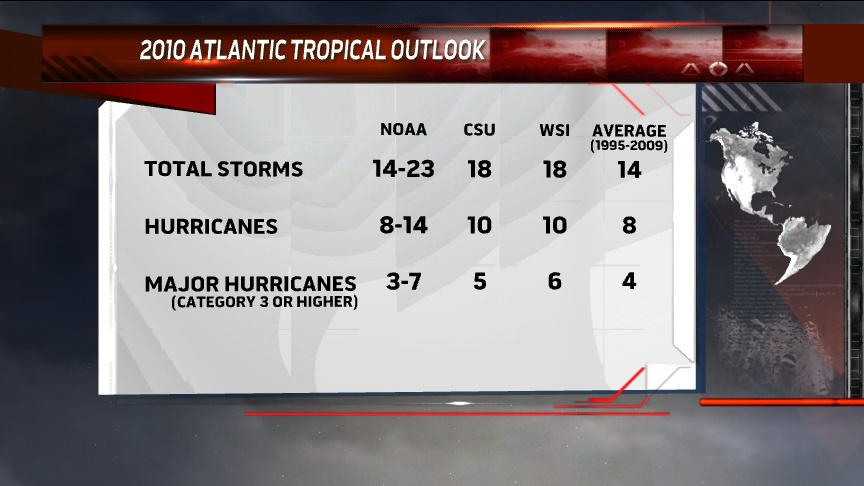 2010 ATLANTIC TROPICAL OUTLOOK
NOAA CSU WSI AVERAGE
(1995-2009)
TOTAL STORMS 14-23 18 18 14
HURRICANES 8-14 10 10 8
MAJOR HURRICANES 3-7 5 6 4
(CATEGORY 3 OR HIGHER)